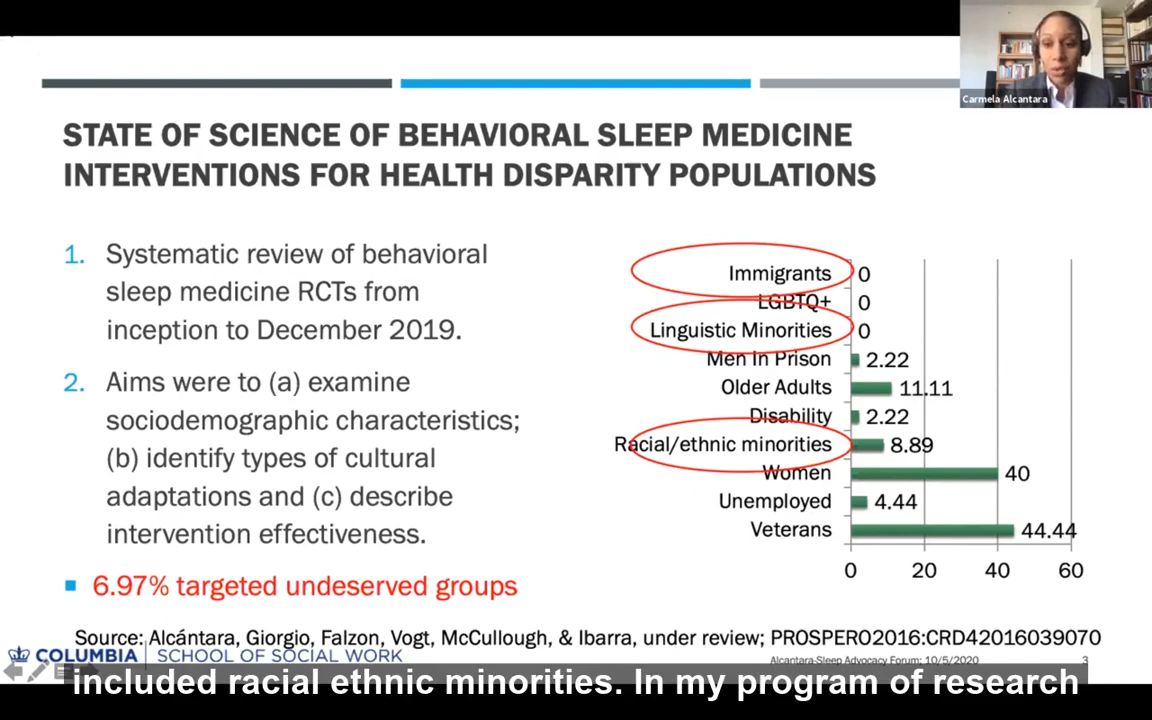 Carmela Alcantara
STATE OF SCIENCE OF BEHAVIORAL SLEEP MEDICINE
INTERVENTIONS FOR HEALTH DISPARITY POPULATIONS
1. Systematic review of behavioral
sleep medicine RCTs from
inception to December 2019.
2. Aims were to (a) examine
sociodemographic characteristics;
(b) identify types of cultural
adaptations and (c) describe
intervention effectiveness.
▪ 6.97% targeted undeserved groups
Immigrants 0
LGBTQ+ 0
Linguistic Minorities 0
Men In Prison 2.22
Older Adults 11.11
Disability 2.22
Racial/ethnic minorities 8.89
Women 40
Unemployed 4.44
Veterans 44.44
0 20 40 60
Source: Alcántara, Giorgio, Falzon, Vogt, McCullough, & Ibarra, under review; PROSPERO2016:CRD42016039070
COLUMBIA SCHOOL OF SOCIAL WORK
Alcantara-Sleep Advocacy Forum; 10/5/2020 3
included racial ethnic minorities. In my program of research